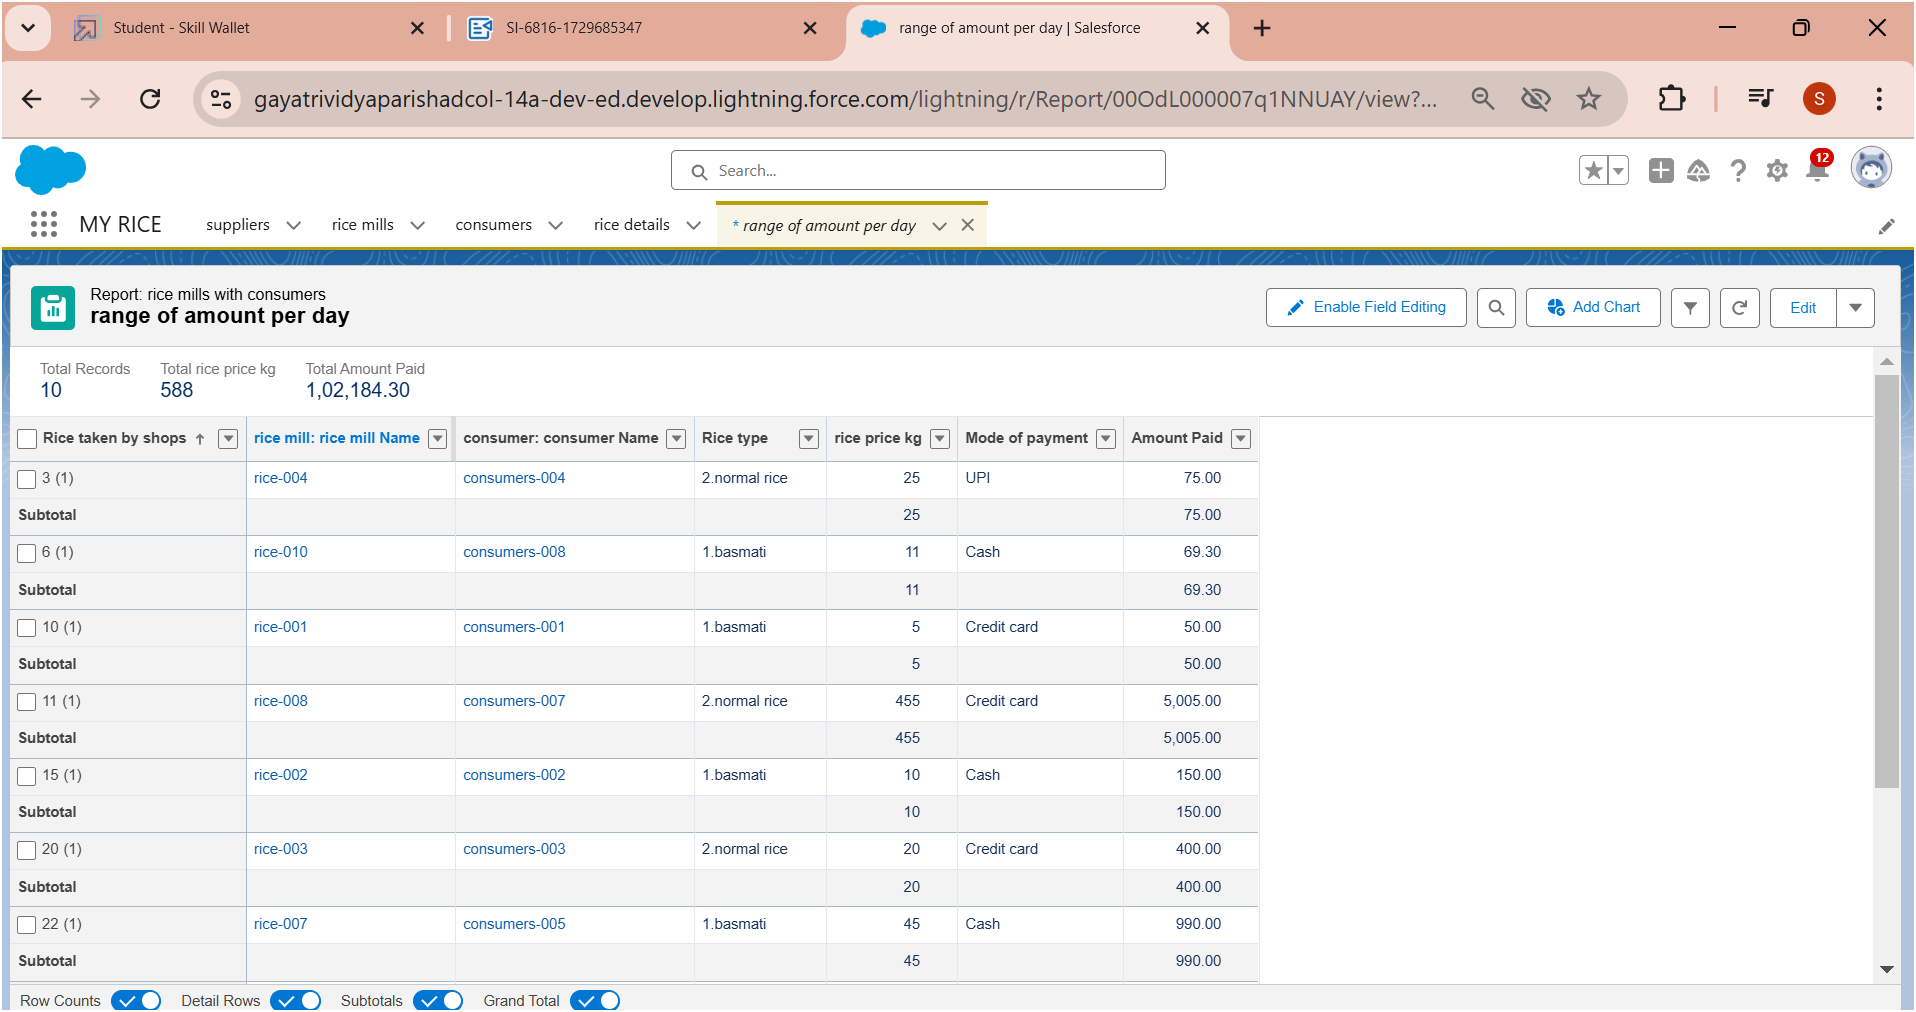 Student - Skill Wallet
SI-6816-1729685347
range of amount per day | Salesforce
gayatrividyaparishadcol-14a-dev-ed.develop.lightning.force.com/lightning/r/Report/00OdL000007q1NNUAY/view?...
S
Search...
12
MY RICE
suppliers
rice mills
consumers
rice details
* range of amount per day
Report: rice mills with consumers
range of amount per day
Enable Field Editing
Add Chart
Edit
Total Records Total rice price kg Total Amount Paid
10 588 1,02,184.30
Rice taken by shops ↑ rice mill: rice mill Name consumer: consumer Name Rice type rice price kg Mode of payment Amount Paid
3 (1) rice-004 consumers-004 2.normal rice 25 UPI 75.00
Subtotal 25 75.00
6 (1) rice-010 consumers-008 1.basmati 11 Cash 69.30
Subtotal 11 69.30
10 (1) rice-001 consumers-001 1.basmati 5 Credit card 50.00
Subtotal 5 50.00
11 (1) rice-008 consumers-007 2.normal rice 455 Credit card 5,005.00
Subtotal 455 5,005.00
15 (1) rice-002 consumers-002 1.basmati 10 Cash 150.00
Subtotal 10 150.00
20 (1) rice-003 consumers-003 2.normal rice 20 Credit card 400.00
Subtotal 20 400.00
22 (1) rice-007 consumers-005 1.basmati 45 Cash 990.00
Subtotal 45 990.00
Row Counts Detail Rows Subtotals Grand Total